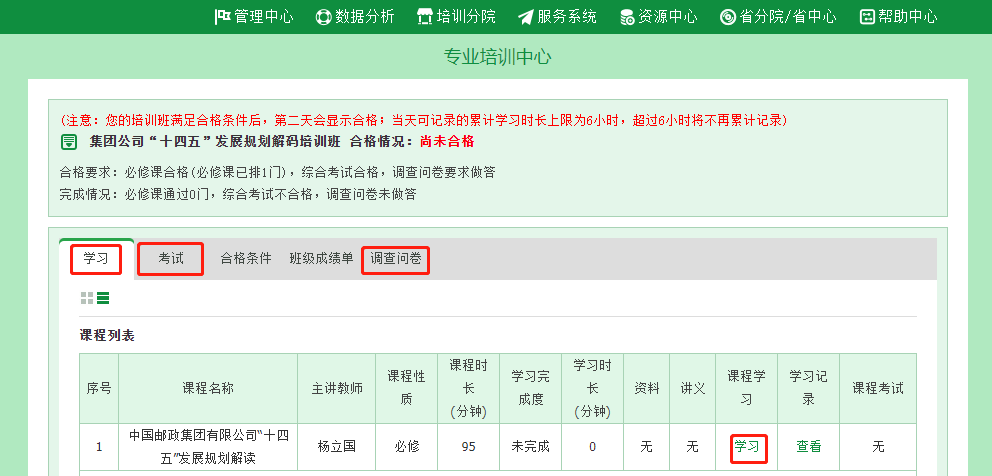 管理中心 数据分析 培训分院 服务系统 资源中心 省分院/省中心 帮助中心
专业培训中心
(注意：您的培训班满足合格条件后，第二天会显示合格；当天可记录的累计学习时长上限为6小时，超过6小时将不再累计记录)
集团公司“十四五”发展规划解码培训班 合格情况：尚未合格
合格要求：必修课合格(必修课已排1门)，综合考试合格，调查问卷要求做答
完成情况：必修课通过0门，综合考试不合格，调查问卷未做答
学习 考试 合格条件 班级成绩单 调查问卷
课程列表
序号 课程名称 主讲教师 课程性质 课程时长(分钟) 学习完成度 学习时长(分钟) 资料 讲义 课程学习 学习记录 课程考试
1 中国邮政集团有限公司“十四五”发展规划解读 杨立国 必修 95 未完成 0 无 无 学习 查看 无